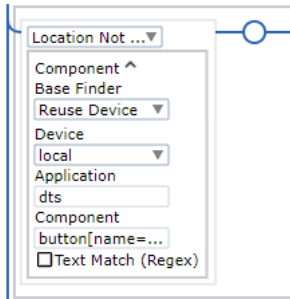 Location Not ...▼
Component ^
Base Finder
Reuse Device ▼
Device
local ▼
Application
dts
Component
button[name=...
Text Match (Regex)